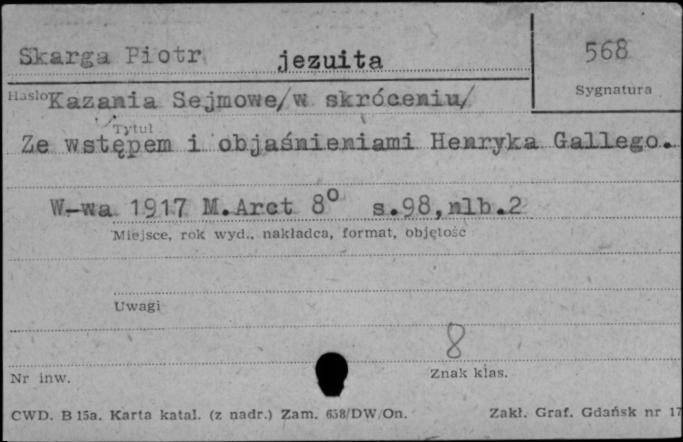 Skarga Piotr jezuita
568
Hasło Kazania Sejmowe/w skróceniu/
Sygnatura
Tytuł
Ze wstępem i objaśnieniami Henryka Gallego.
W-wa 1917 M.Arct 8° s.98,nlb.2
Miejsce, rok wyd., nakładca, format, objętość
Uwagi
8
Nr inw.
Znak klas.
CWD. B 15a. Karta katal. (z nadr.) Zam. 638/DW/On. Zakł. Graf. Gdańsk nr 17